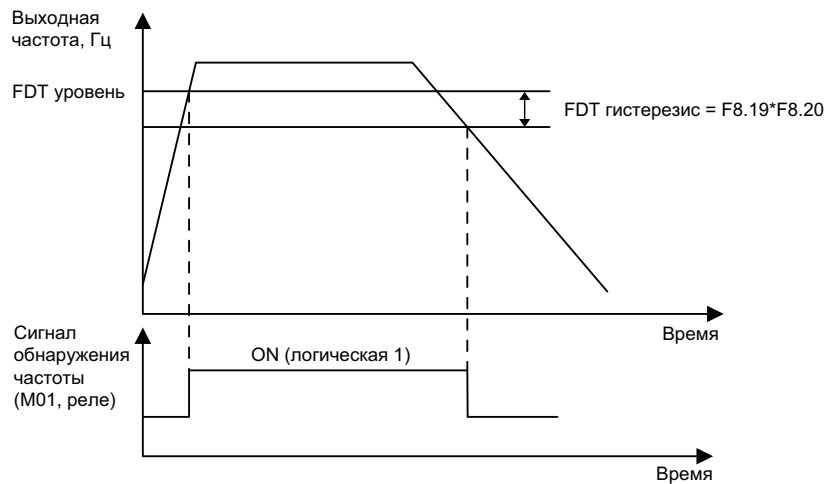 Выходная
частота, Гц
FDT уровень
FDT гистерезис = F8.19*F8.20
Время
Сигнал
обнаружения
частоты
(М01, реле)
ON (логическая 1)
Время